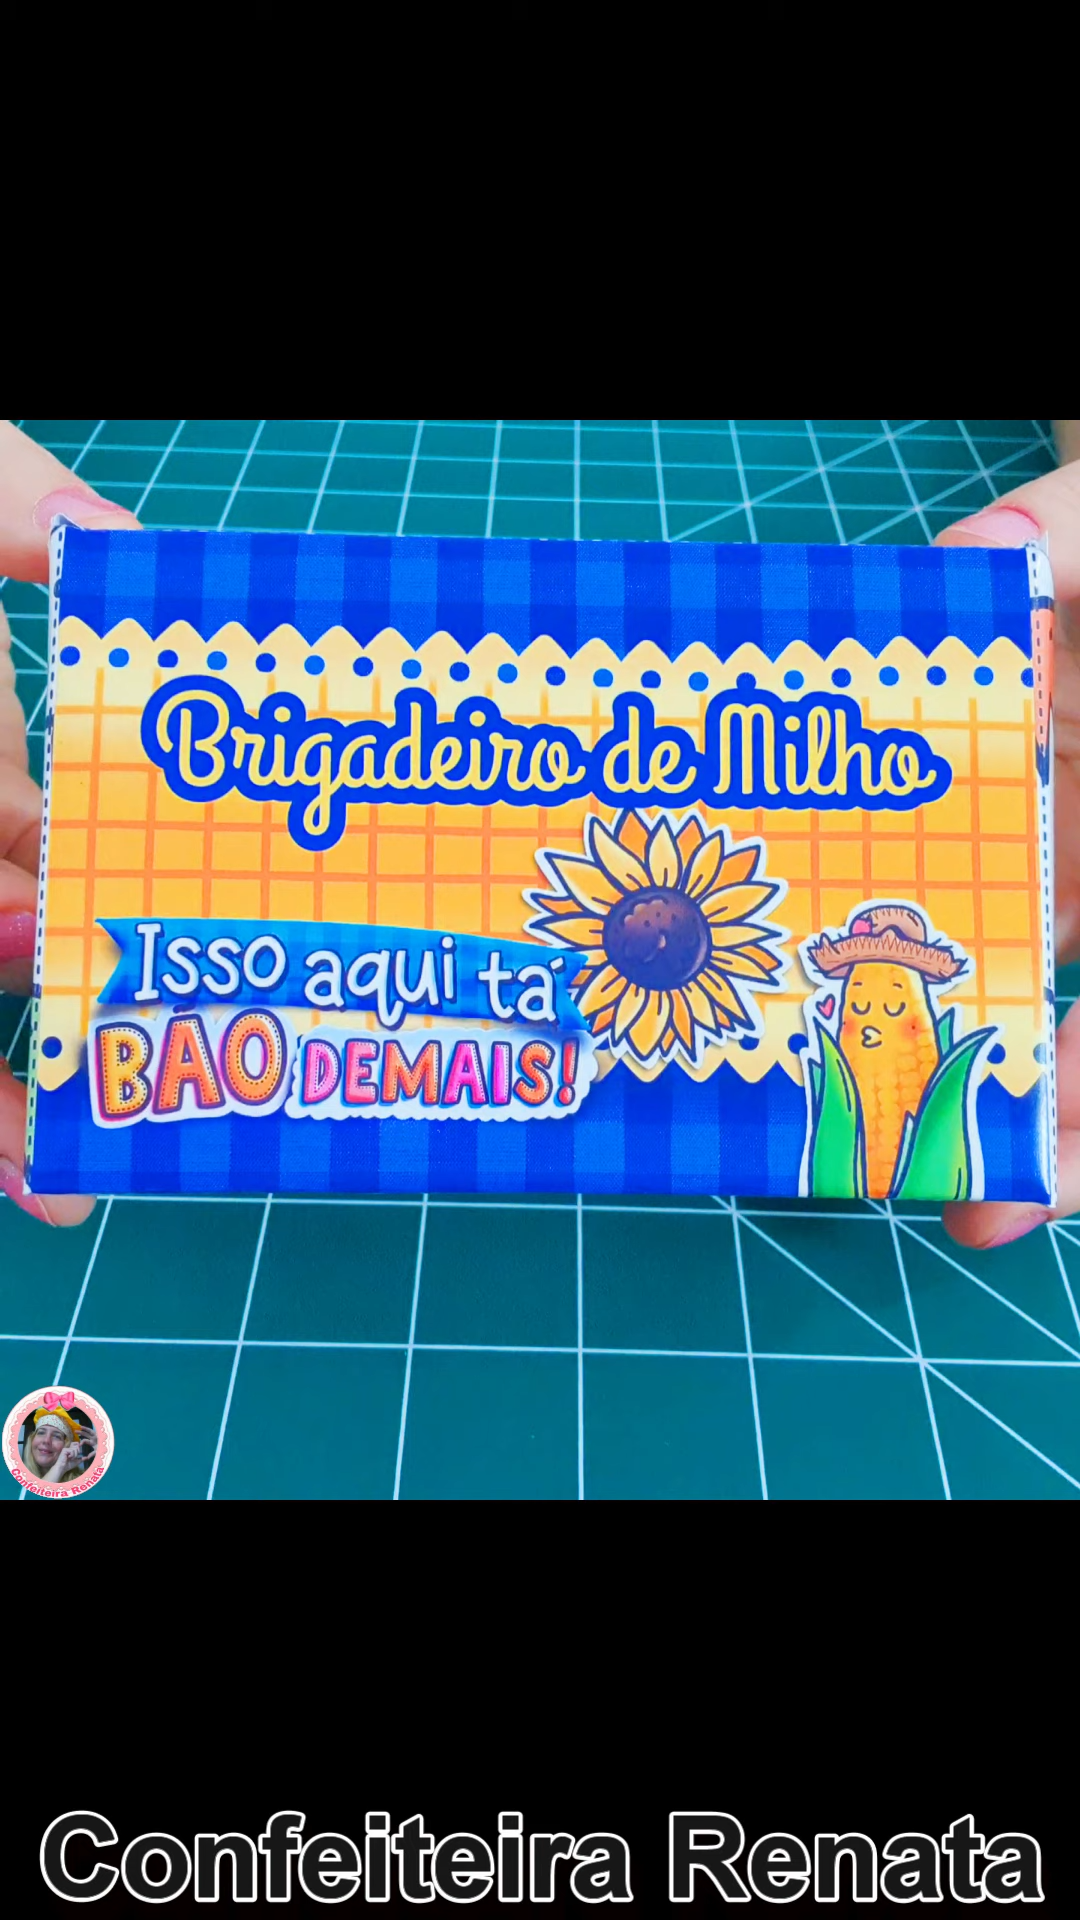 Brigadeiro de Milho
Isso aqui tá
BÃO DEMAIS!
Confeiteira Renata
Confeiteira Renata